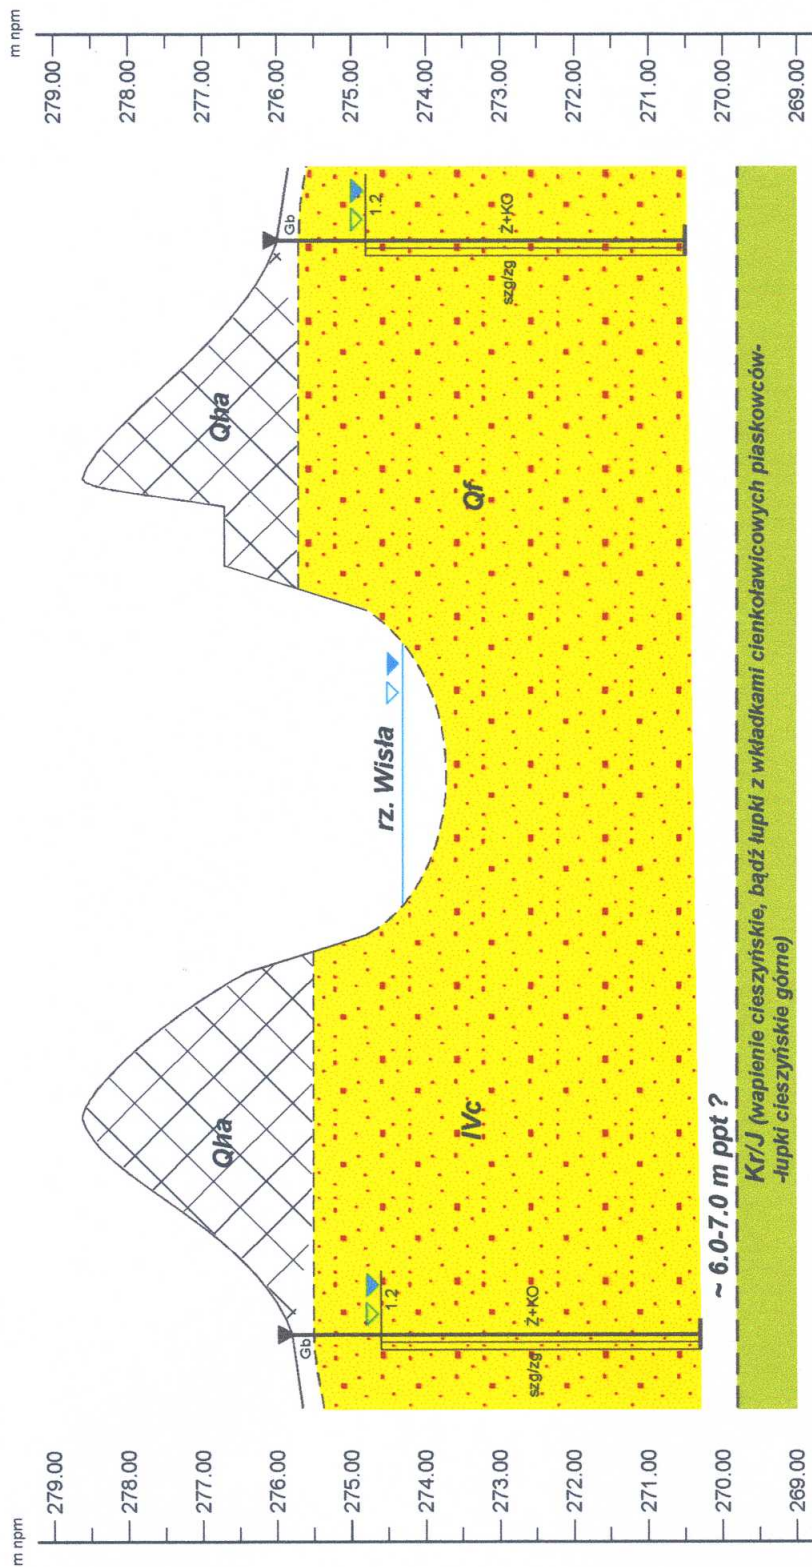 m npm
279.00
278.00
277.00
276.00
275.00
274.00
273.00
272.00
271.00
270.00
269.00
m npm
279.00
278.00
277.00
276.00
275.00
274.00
273.00
272.00
271.00
270.00
269.00
Qha
Qha
rz. Wisła
Gb
1.2
szg/zg
Ż+KO
Gb
1.2
szg/zg
Ż+KO
IVc
Qf
~ 6.0-7.0 m ppt ?
Kr/J (wapienie cieszyńskie, bądź łupki z wkładkami cienkoławicowych piaskowców-
-łupki cieszyńskie górne)